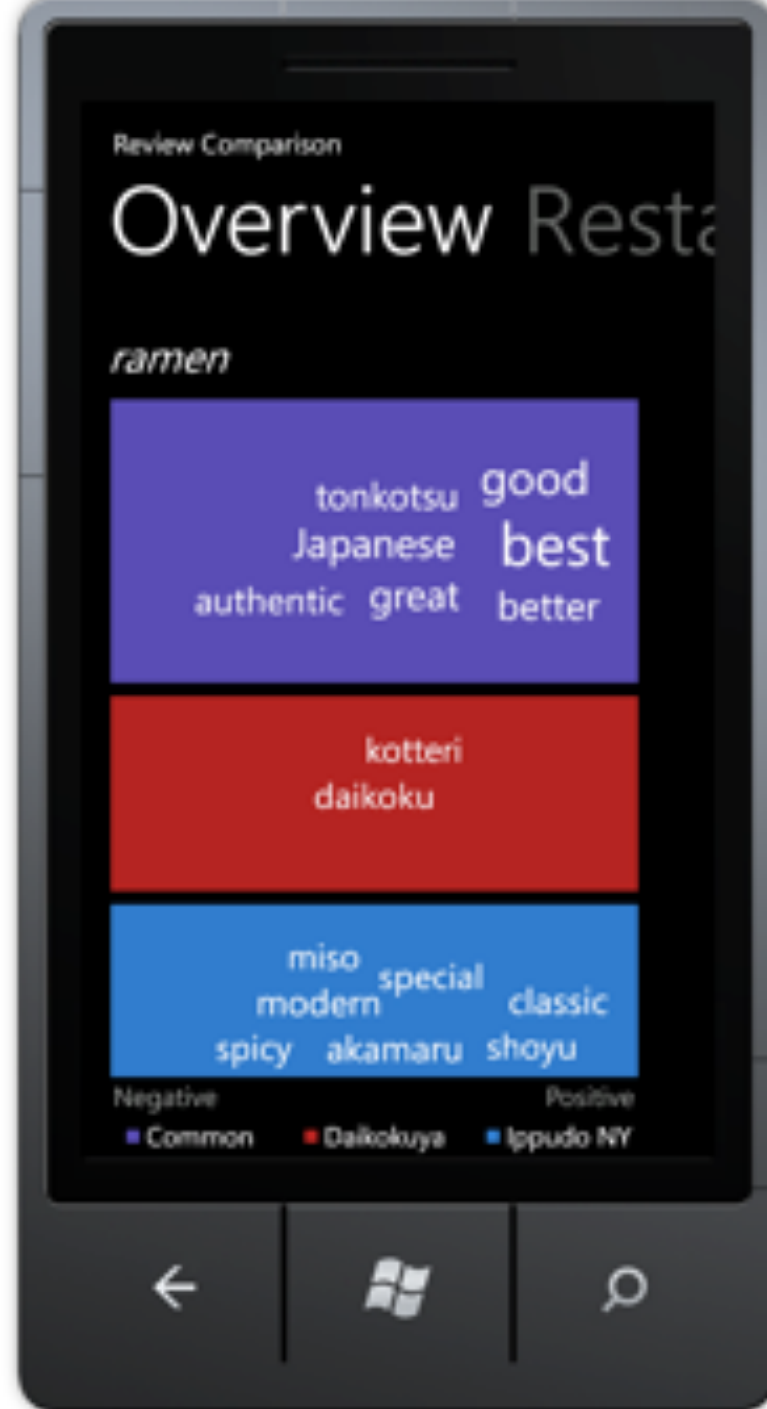 Review Comparison
Overview Resta
ramen
tonkotsu good
Japanese best
authentic great better
kotteri
daikoku
miso special
modern classic
spicy akamaru shoyu
Negative Positive
Common Daikokuya Ippudo NY